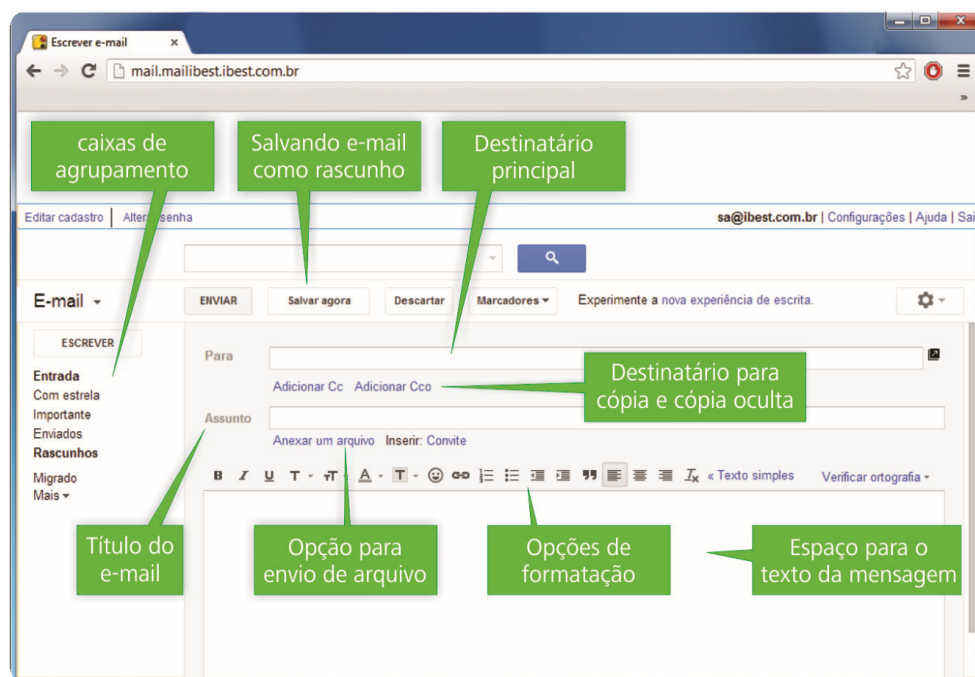 Escrever e-mail
mail.mailibest.ibest.com.br
caixas de
agrupamento
Salvando e-mail
como rascunho
Destinatário
principal
Editar cadastro | senha
sa@ibest.com.br | Configurações | Ajuda |
E-mail
ENVIAR
Salvar agora
Descartar
Marcadores
Experimente a nova experiência de escrita.
ESCREVER
Entrada
Com estrela
Importante
Enviados
Rascunhos
Migrado
Mais
Para
Adicionar Cc Adicionar Cco
Destinatário para
cópia e cópia oculta
Assunto
Anexar um arquivo Inserir: Convite
B I U T T A T « Texto simples Verificar ortografia
Título do
e-mail
Opção para
envio de arquivo
Opções de
formatação
Espaço para o
texto da mensagem